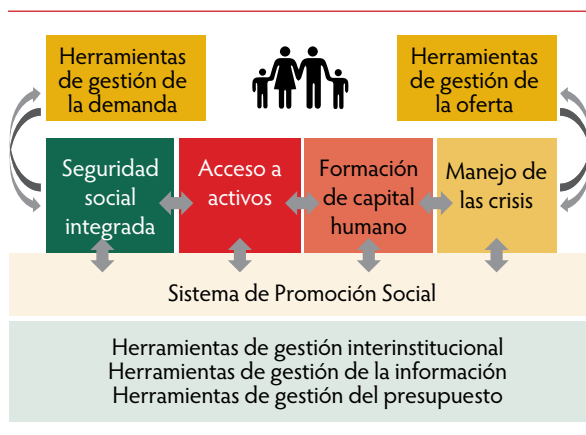 Herramientas
de gestión de
la demanda
Herramientas
de gestión de
la oferta
Seguridad
social
integrada
Acceso a
activos
Formación
de capital
humano
Manejo de
las crisis
Sistema de Promoción Social
Herramientas de gestión interinstitucional
Herramientas de gestión de la información
Herramientas de gestión del presupuesto